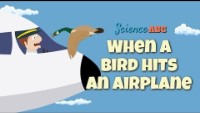 Science ABC
WHEN A
BIRD HITS
AN AIRPLANE